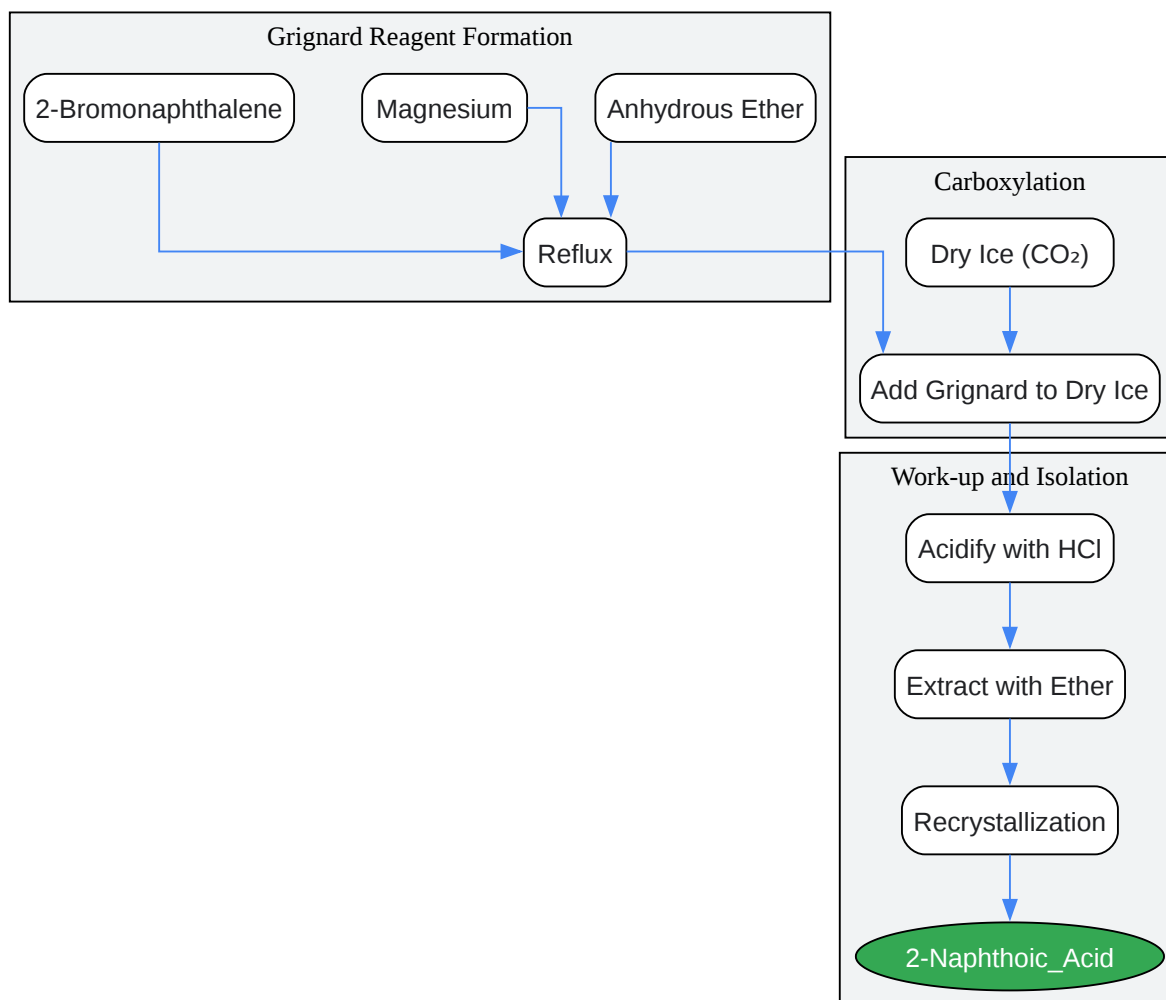 Grignard Reagent Formation
2-Bromonaphthalene
Magnesium
Anhydrous Ether
Reflux
Carboxylation
Dry Ice (CO₂)
Add Grignard to Dry Ice
Work-up and Isolation
Acidify with HCl
Extract with Ether
Recrystallization
2-Naphthoic_Acid